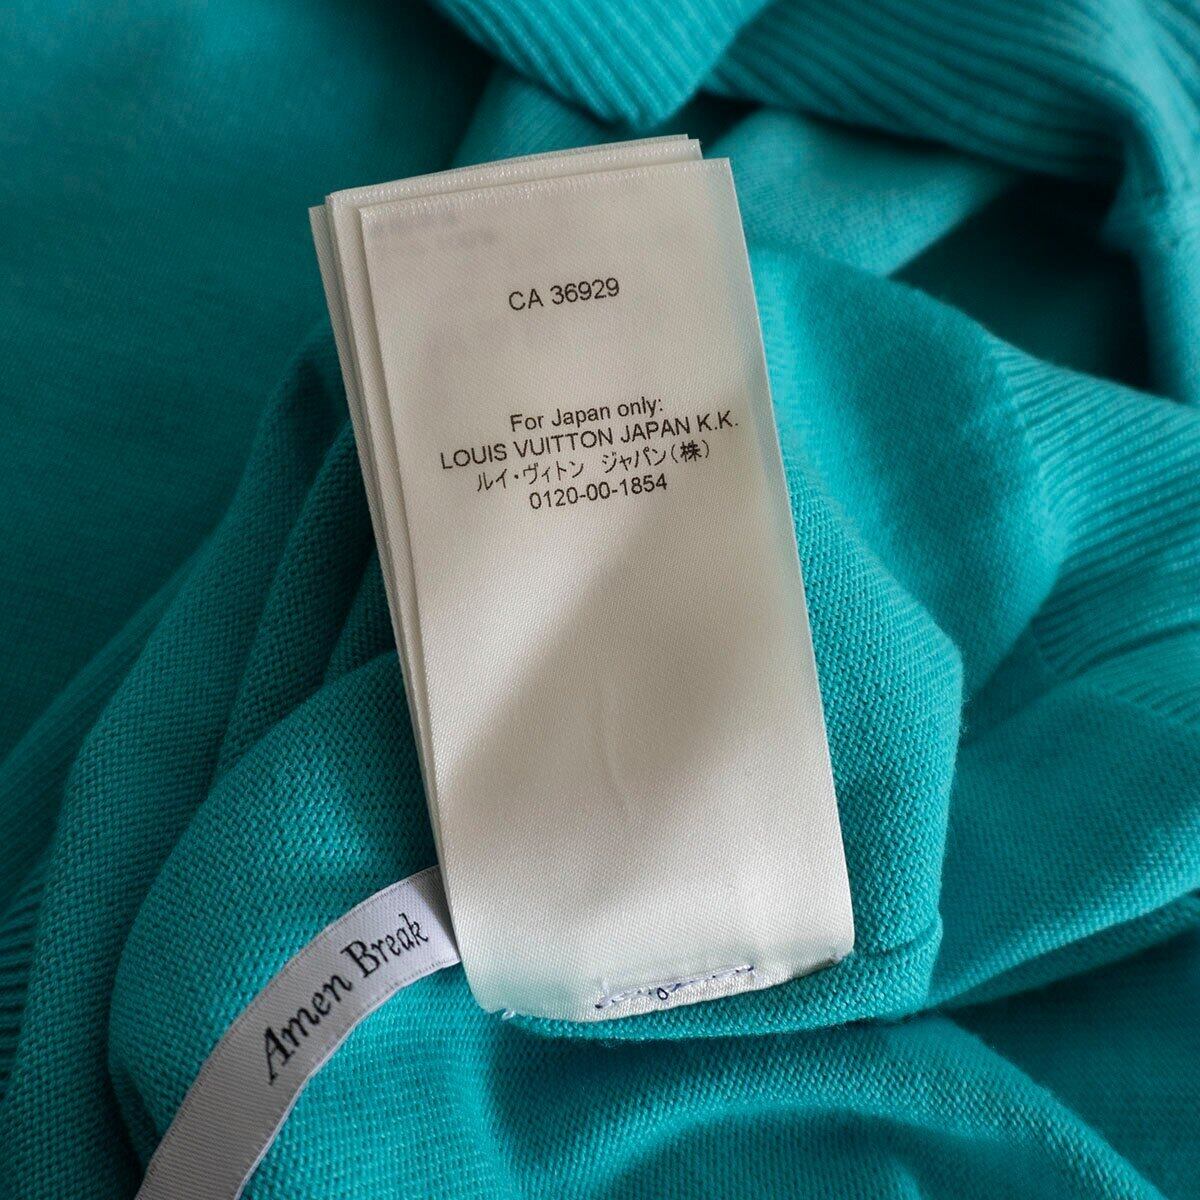 CA 36929
For Japan only:
LOUIS VUITTON JAPAN K.K.
ルイ・ヴィトン ジャパン(株)
0120-00-1854
Amen Break